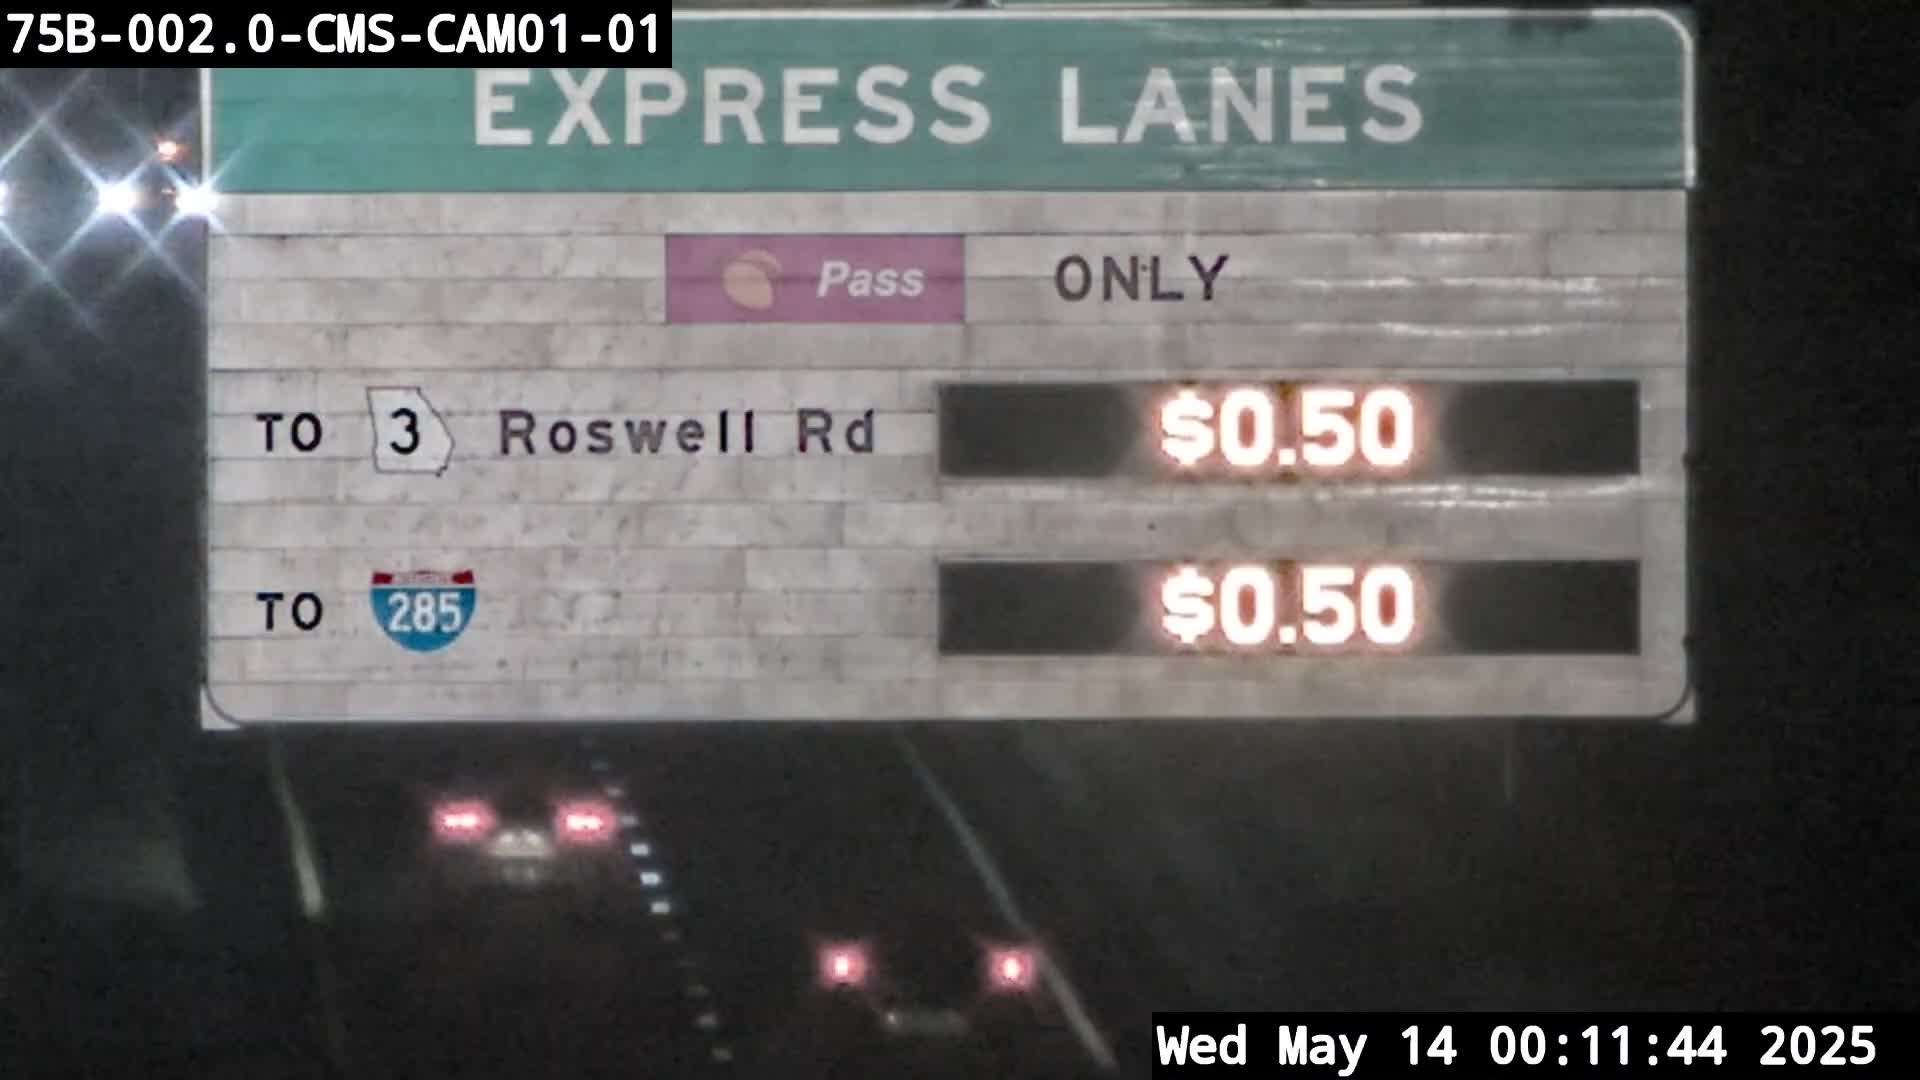 75B-002.0-CMS-CAM01-01
EXPRESS LANES
Pass ONLY
TO 3 Roswell Rd $0.50
TO 285 $0.50
Wed May 14 00:11:44 2025